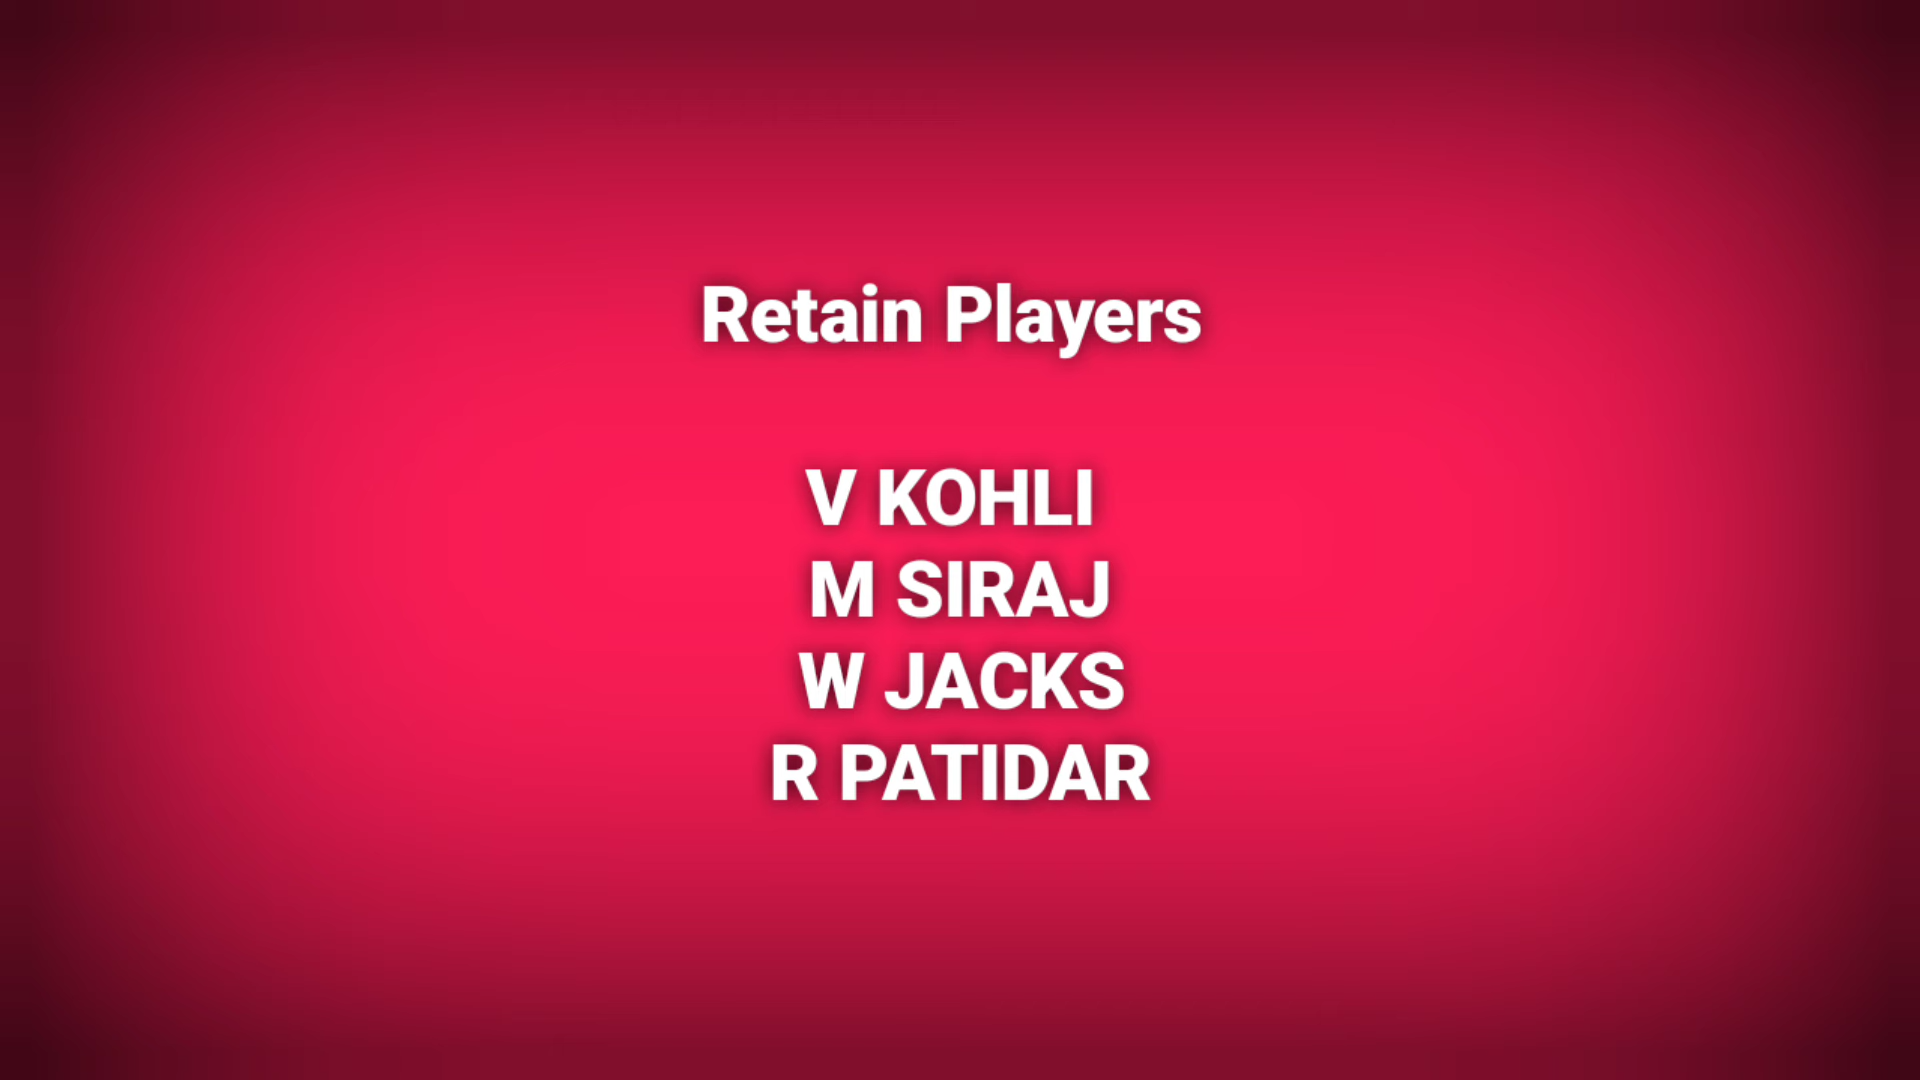 Retain Players
V KOHLI
M SIRAJ
W JACKS
R PATIDAR